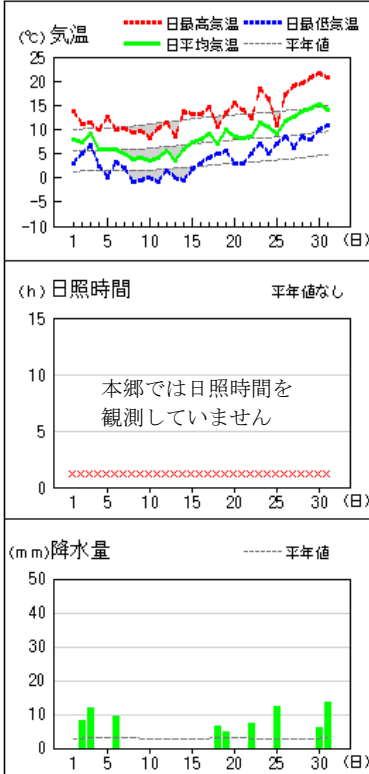 (℃) 気温
日最高気温 日最低気温
日平均気温 平年値
25
20
15
10
5
0
-5
-10
1 5 10 15 20 25 30 (日)
(h) 日照時間 平年値なし
15
10
本郷では日照時間を
観測していません
5
0
1 5 10 15 20 25 30 (日)
(mm) 降水量 平年値
50
40
30
20
10
0
1 5 10 15 20 25 30 (日)